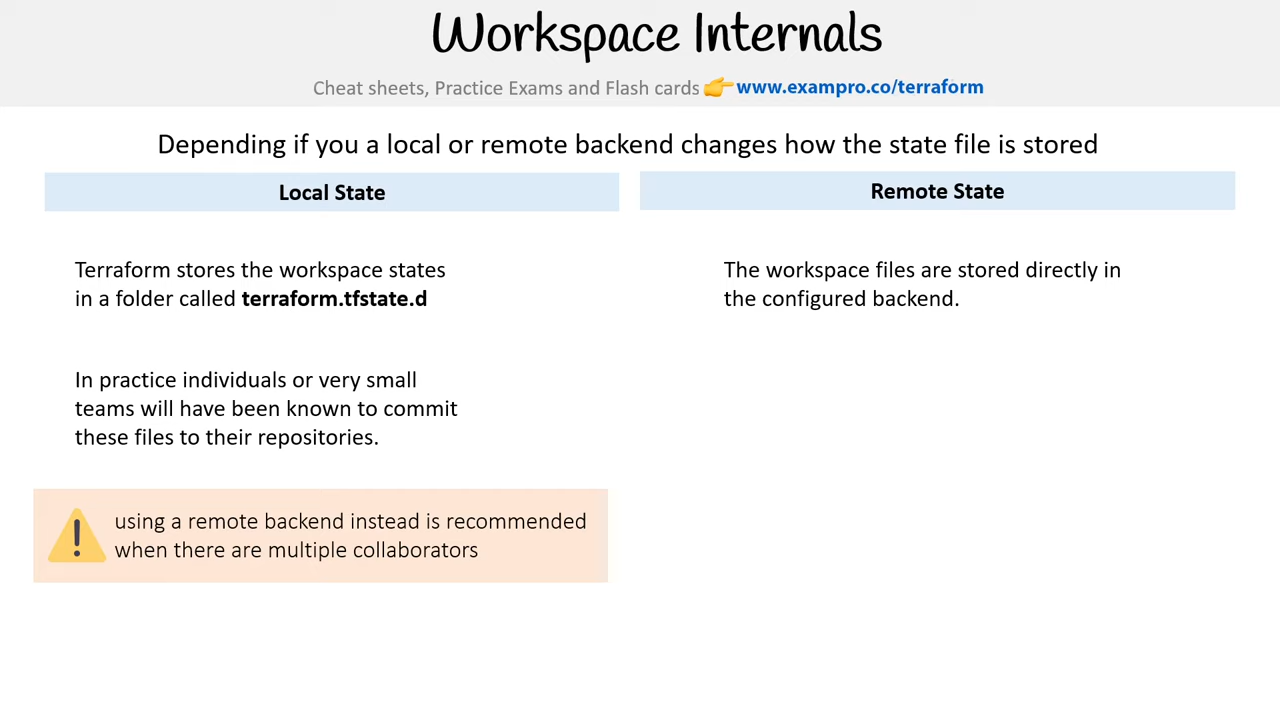 Workspace Internals
Cheat sheets, Practice Exams and Flash cards 👉 www.exampro.co/terraform
Depending if you a local or remote backend changes how the state file is stored
Local State
Terraform stores the workspace states
in a folder called terraform.tfstate.d
In practice individuals or very small
teams will have been known to commit
these files to their repositories.
using a remote backend instead is recommended
when there are multiple collaborators
Remote State
The workspace files are stored directly in
the configured backend.